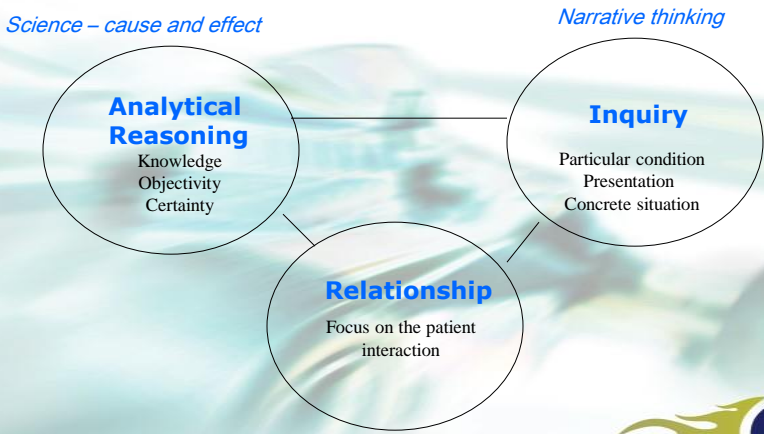 Science – cause and effect
Narrative thinking
Analytical
Reasoning
Knowledge
Objectivity
Certainty
Inquiry
Particular condition
Presentation
Concrete situation
Relationship
Focus on the patient
interaction